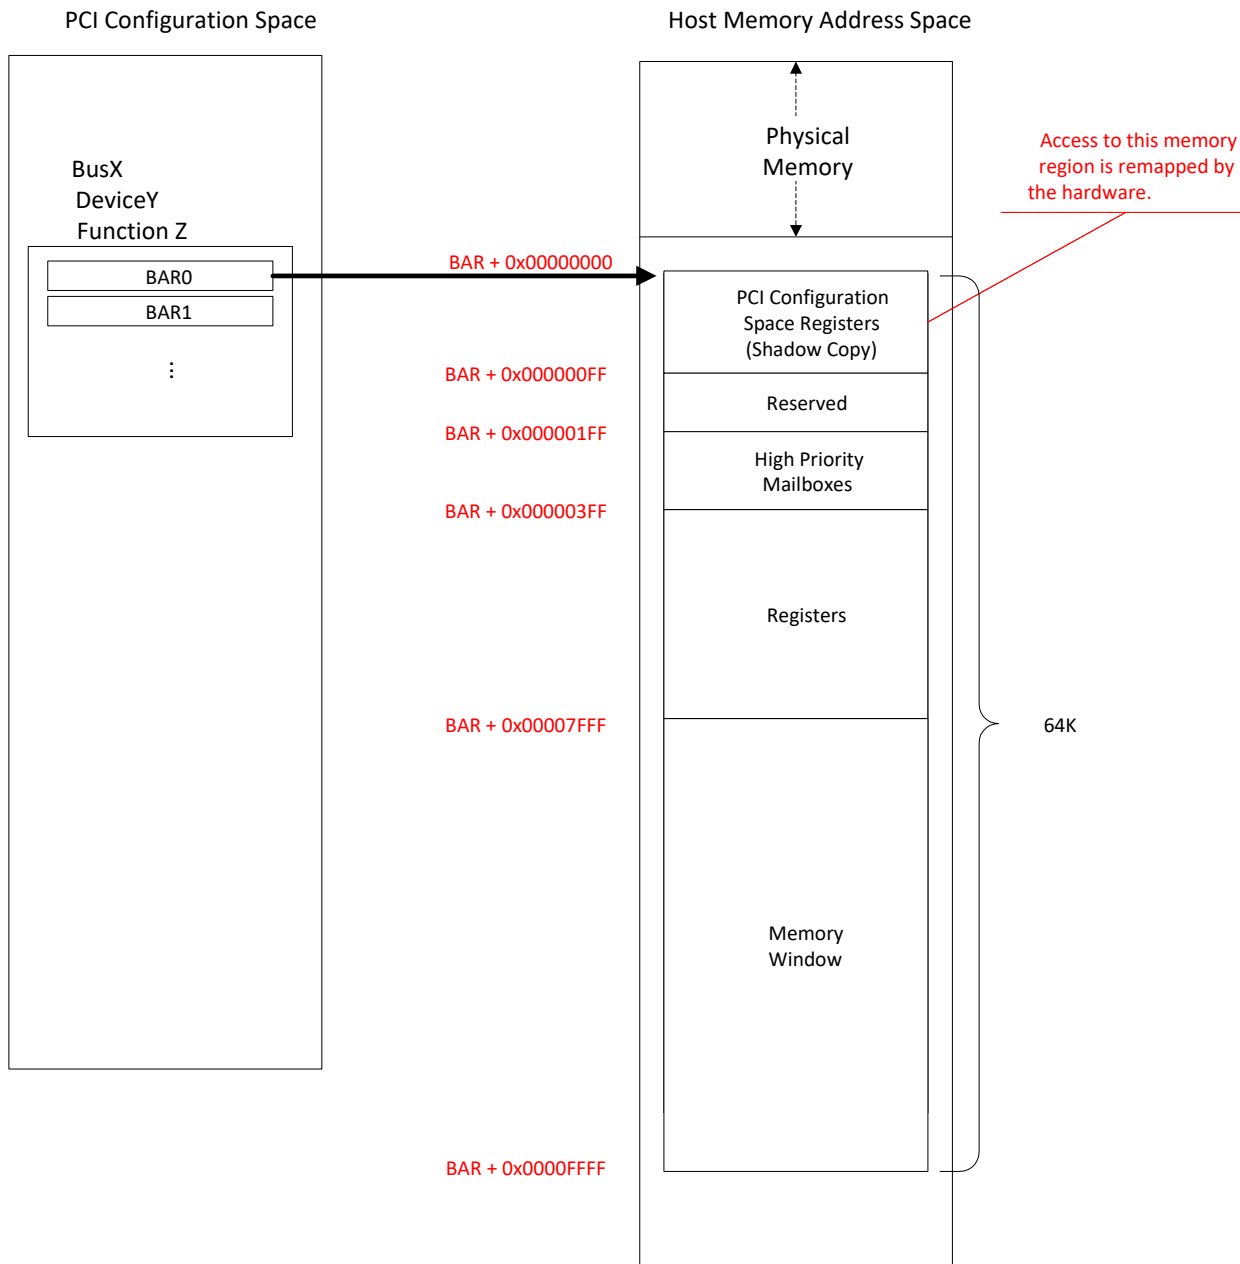 PCI Configuration Space
Host Memory Address Space
Physical
Memory
Access to this memory
region is remapped by
the hardware.
BusX
DeviceY
Function Z
BAR0
BAR1
⋮
BAR + 0x00000000
PCI Configuration
Space Registers
(Shadow Copy)
BAR + 0x000000FF
Reserved
BAR + 0x000001FF
High Priority
Mailboxes
BAR + 0x000003FF
Registers
BAR + 0x00007FFF
64K
Memory
Window
BAR + 0x0000FFFF